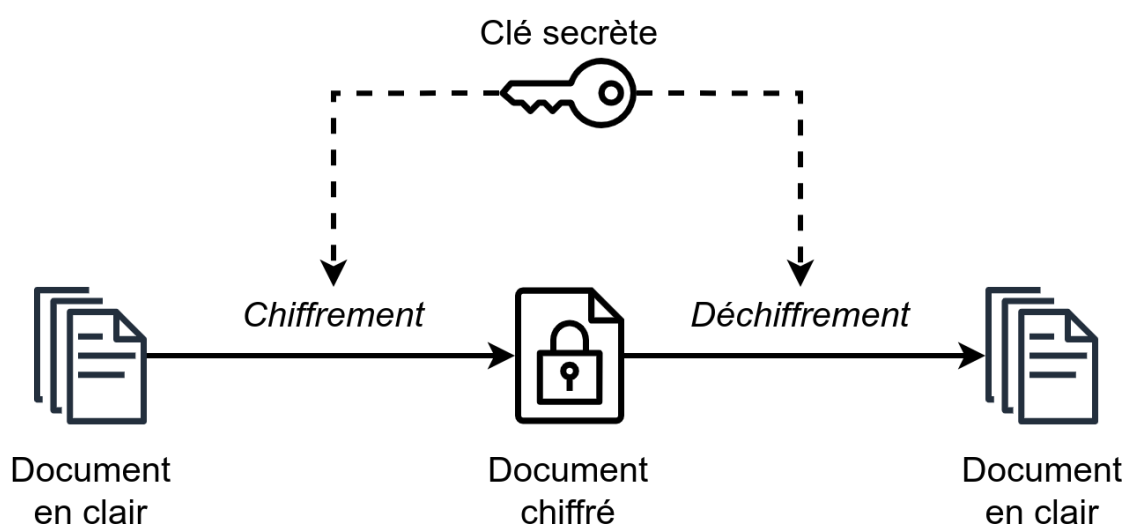 Clé secrète
Chiffrement
Déchiffrement
Document
en clair
Document
chiffré
Document
en clair